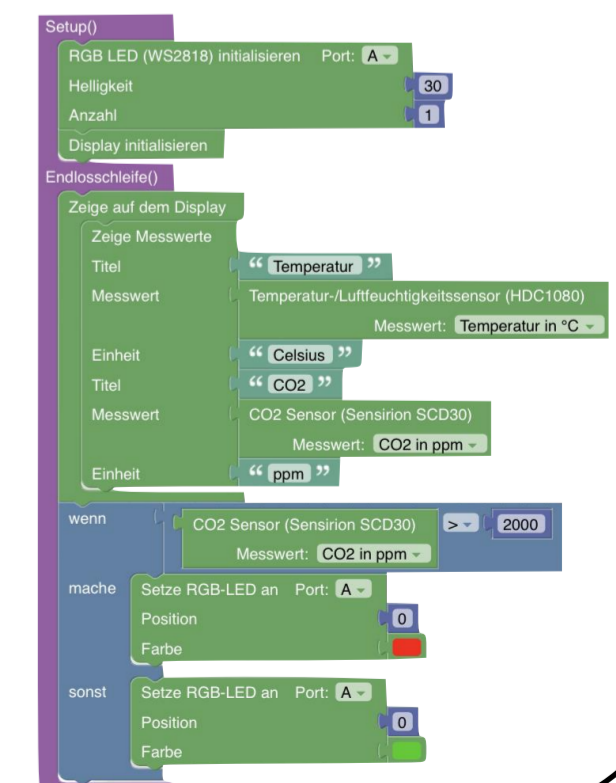 Setup()
RGB LED (WS2818) initialisieren Port: A
Helligkeit 30
Anzahl 1
Display initialisieren
Endlosschleife()
Zeige auf dem Display
Zeige Messwerte
Titel “ Temperatur ”
Messwert Temperatur-/Luftfeuchtigkeitssensor (HDC1080)
Messwert: Temperatur in °C
Einheit “ Celsius ”
Titel “ CO2 ”
Messwert CO2 Sensor (Sensirion SCD30)
Messwert: CO2 in ppm
Einheit “ ppm ”
wenn CO2 Sensor (Sensirion SCD30) > 2000
Messwert: CO2 in ppm
mache Setze RGB-LED an Port: A
Position 0
Farbe
sonst Setze RGB-LED an Port: A
Position 0
Farbe